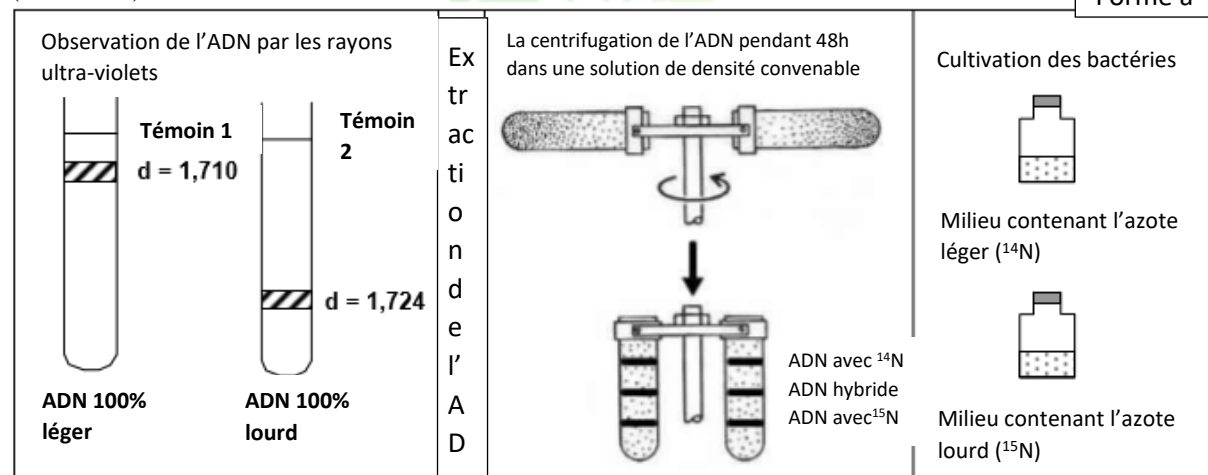 Forme a
Observation de l’ADN par les rayons
ultra-violets
Témoin 1
d = 1,710
Témoin
2
d = 1,724
ADN 100%
léger
ADN 100%
lourd
Ex
tr
ac
ti
o
n
d
e
l’
A
D
La centrifugation de l’ADN pendant 48h
dans une solution de densité convenable
ADN avec ¹⁴N
ADN hybride
ADN avec¹⁵N
Cultivation des bactéries
Milieu contenant l’azote
léger (¹⁴N)
Milieu contenant l’azote
lourd (¹⁵N)